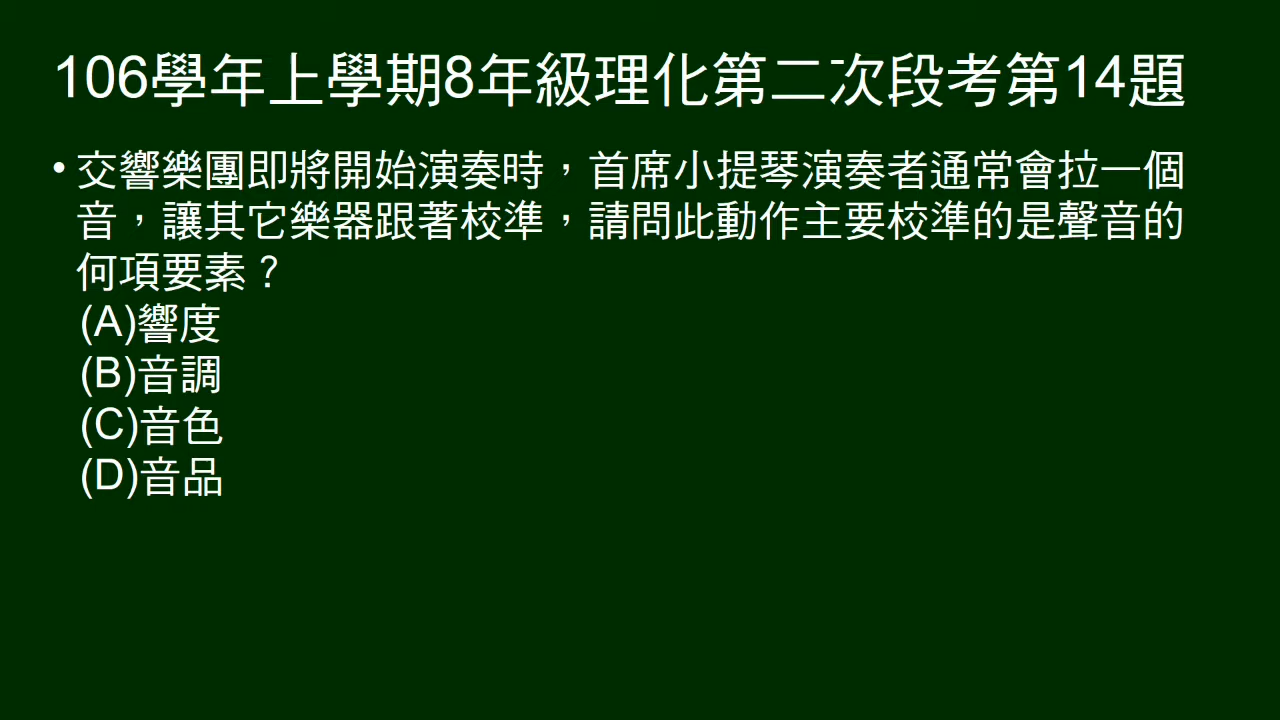 106學年上學期8年級理化第二次段考第14題
• 交響樂團即將開始演奏時，首席小提琴演奏者通常會拉一個
音，讓其它樂器跟著校準，請問此動作主要校準的是聲音的
何項要素？
(A)響度
(B)音調
(C)音色
(D)音品